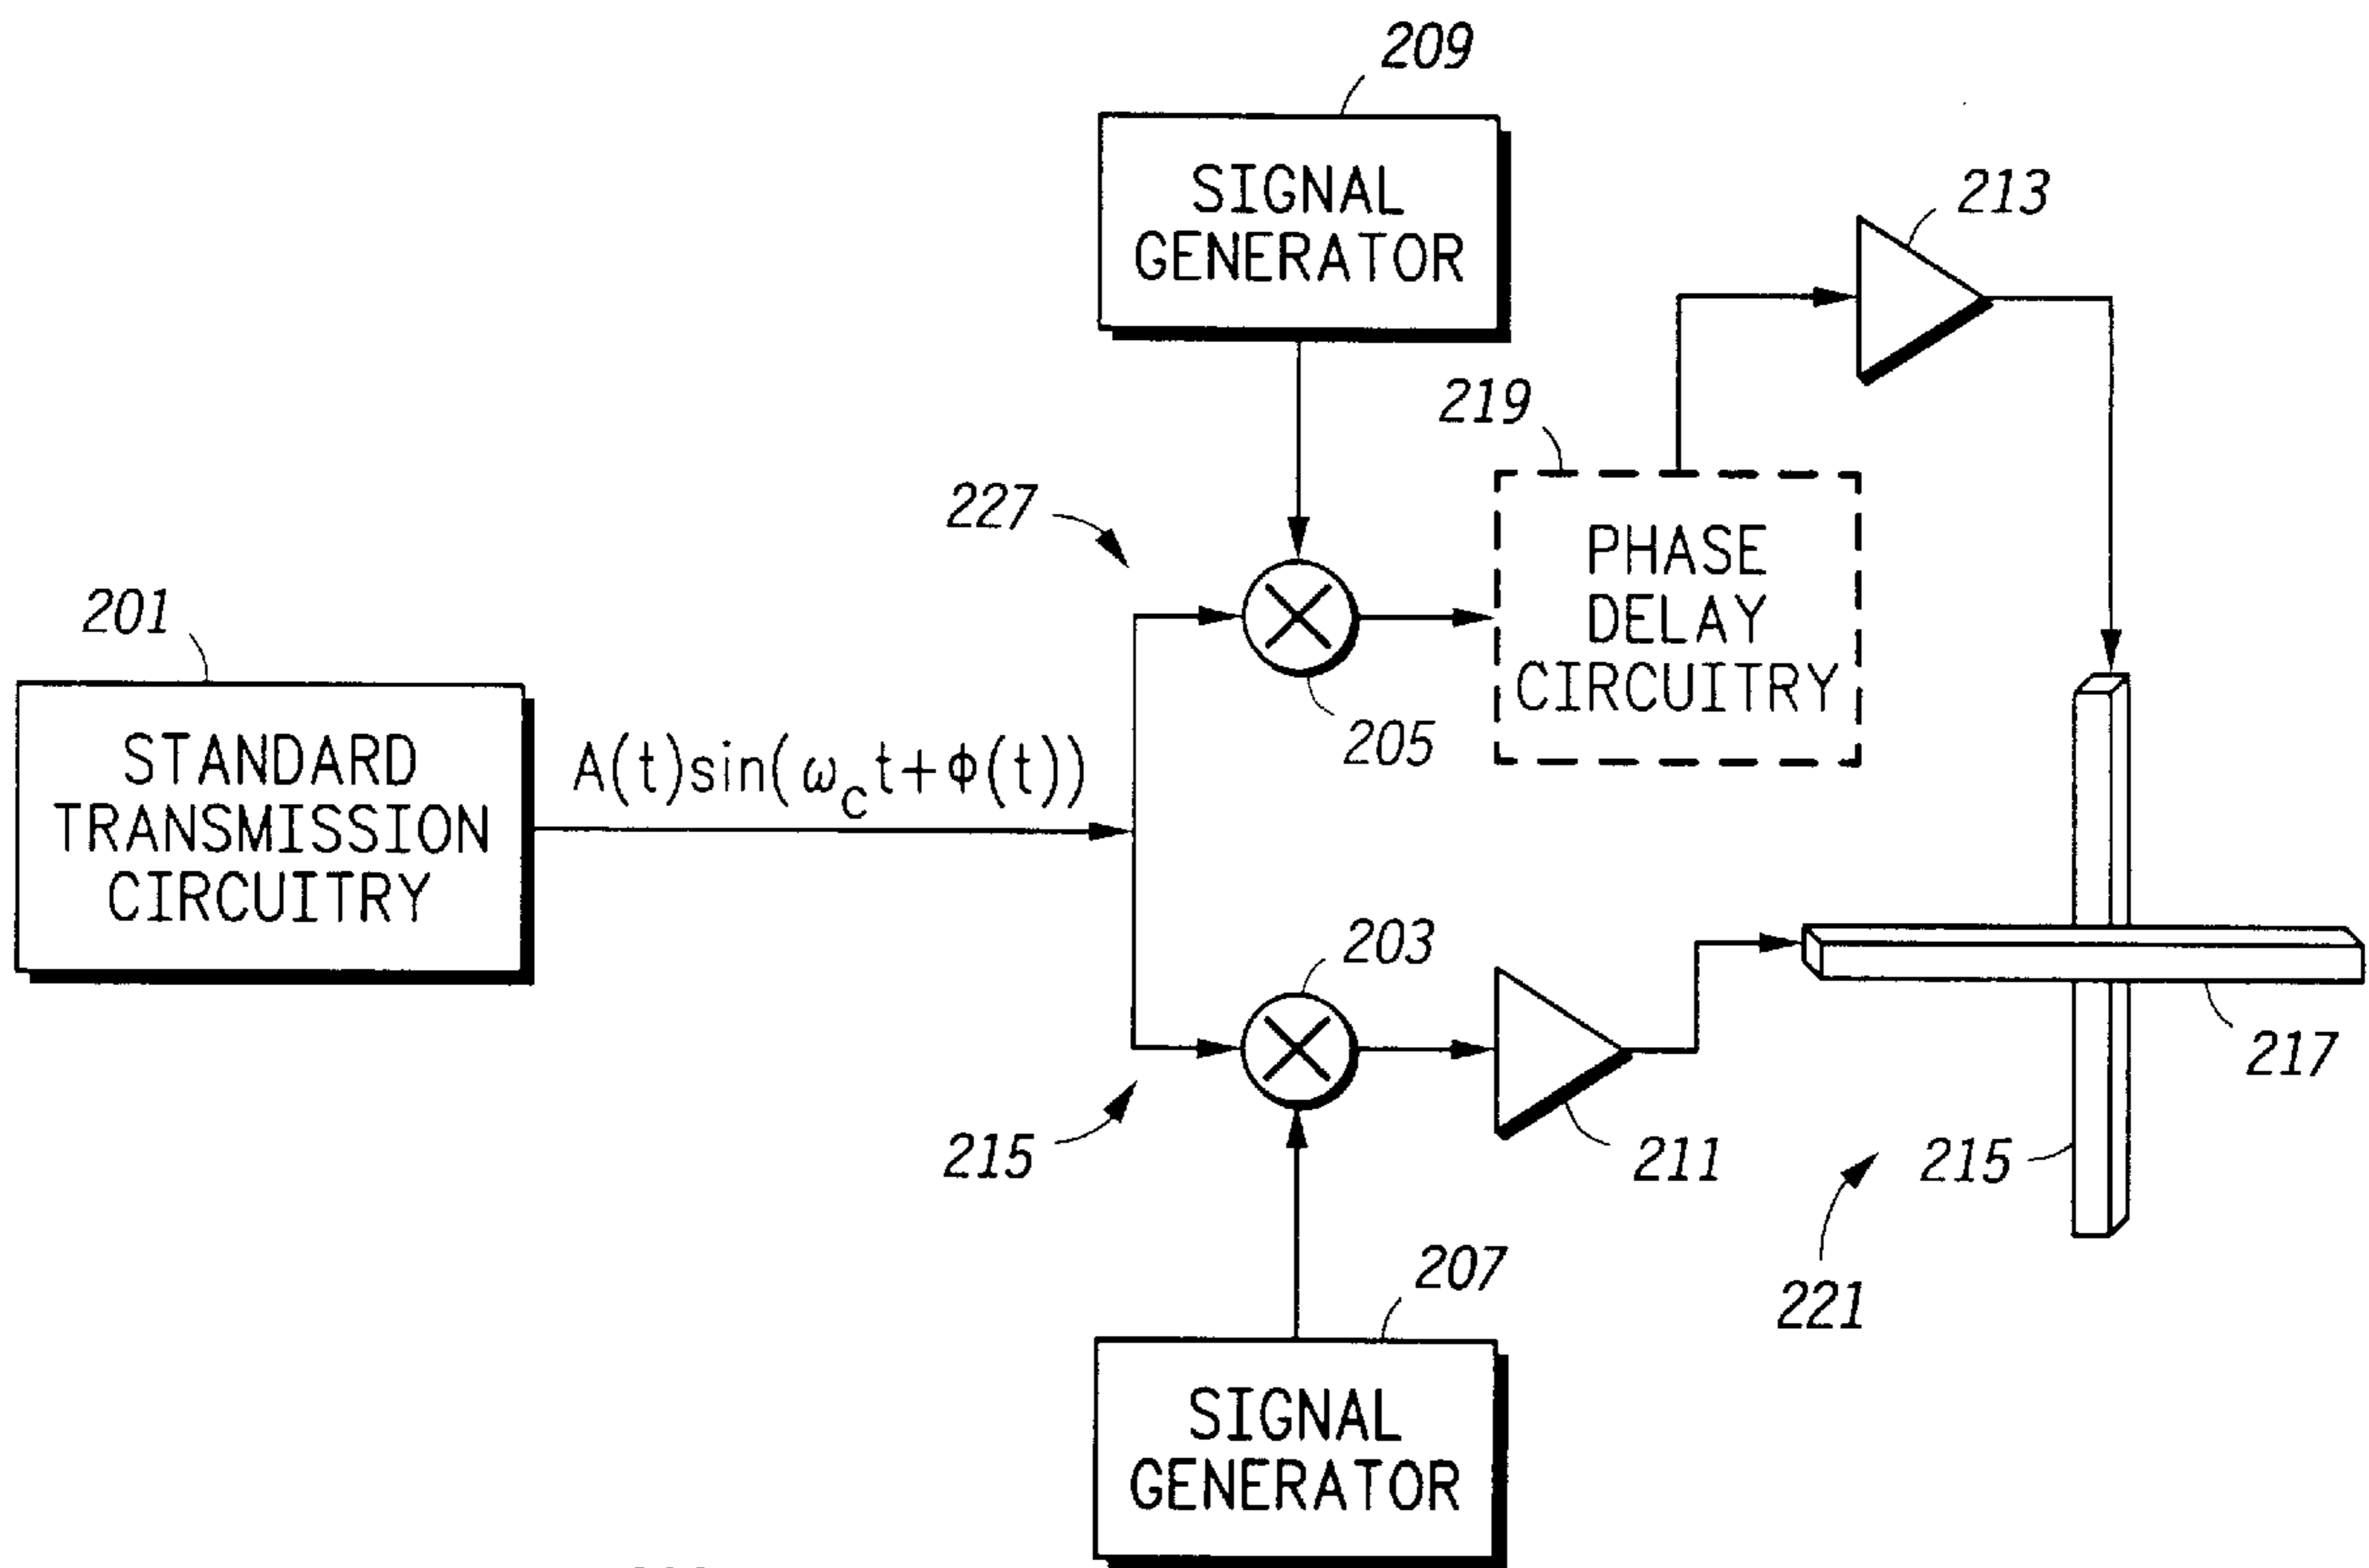 209
SIGNAL
GENERATOR
213
219
227
PHASE
DELAY
CIRCUITRY
201
205
STANDARD
TRANSMISSION
CIRCUITRY
A(t)sin(ω_c t+ϕ(t))
203
217
215
211
215
207
221
SIGNAL
GENERATOR